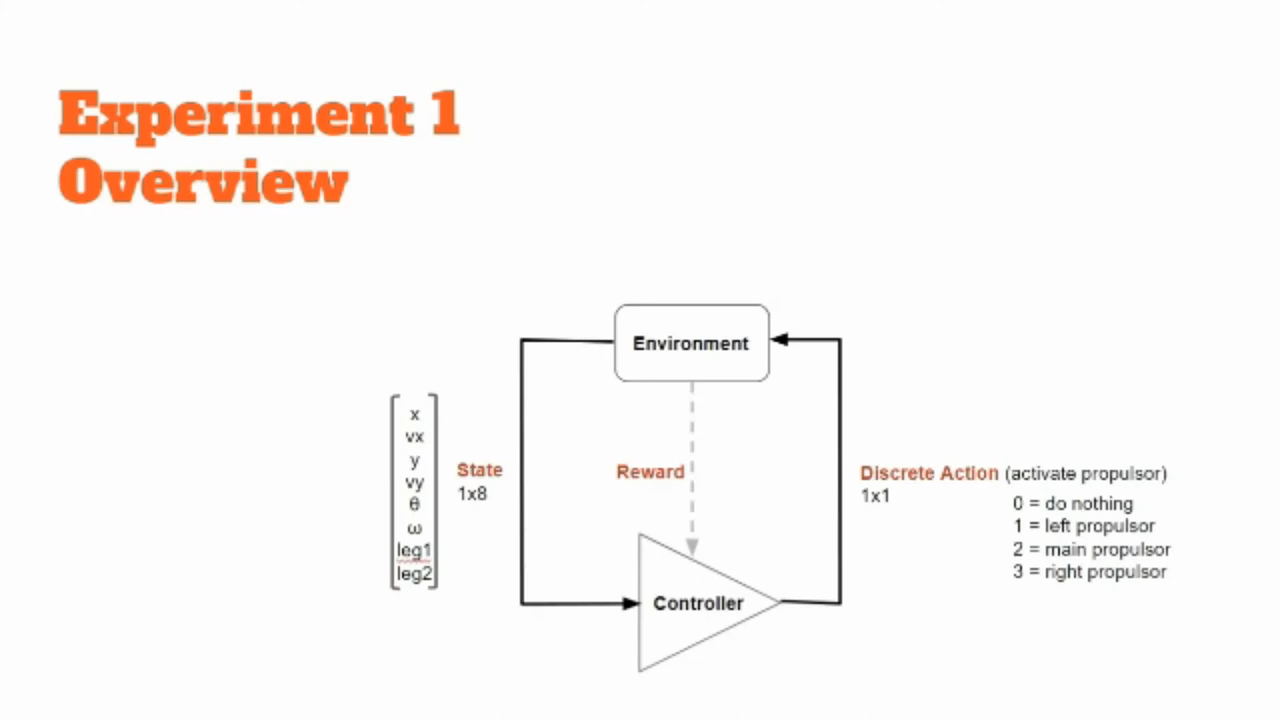 Experiment 1
Overview
Environment
x
vx
y
vy
θ
ω
leg1
leg2
State
1x8
Reward
Discrete Action (activate propulsor)
1x1
0 = do nothing
1 = left propulsor
2 = main propulsor
3 = right propulsor
Controller